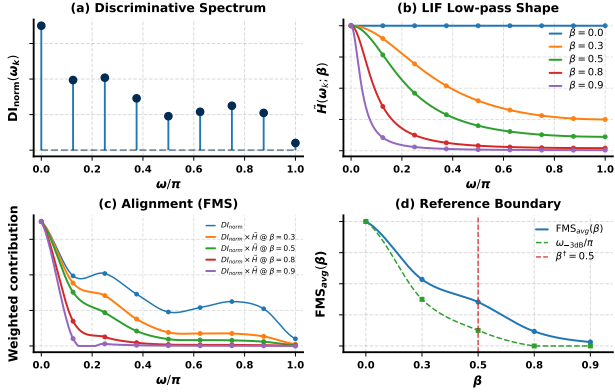 (a) Discriminative Spectrum
DI_norm(ω_k)
0.0 0.2 0.4 0.6 0.8 1.0
ω/π
(b) LIF Low-pass Shape
H̄(ω_k; β)
β = 0.0
β = 0.3
β = 0.5
β = 0.8
β = 0.9
0.0 0.2 0.4 0.6 0.8 1.0
ω/π
(c) Alignment (FMS)
Weighted contribution
DI_norm
DI_norm × H̄ @ β = 0.3
DI_norm × H̄ @ β = 0.5
DI_norm × H̄ @ β = 0.8
DI_norm × H̄ @ β = 0.9
0.0 0.2 0.4 0.6 0.8 1.0
ω/π
(d) Reference Boundary
FMS_avg(β)
FMS_avg(β)
ω_−3dB/π
β† = 0.5
0.0 0.3 0.5 0.8 0.9
β